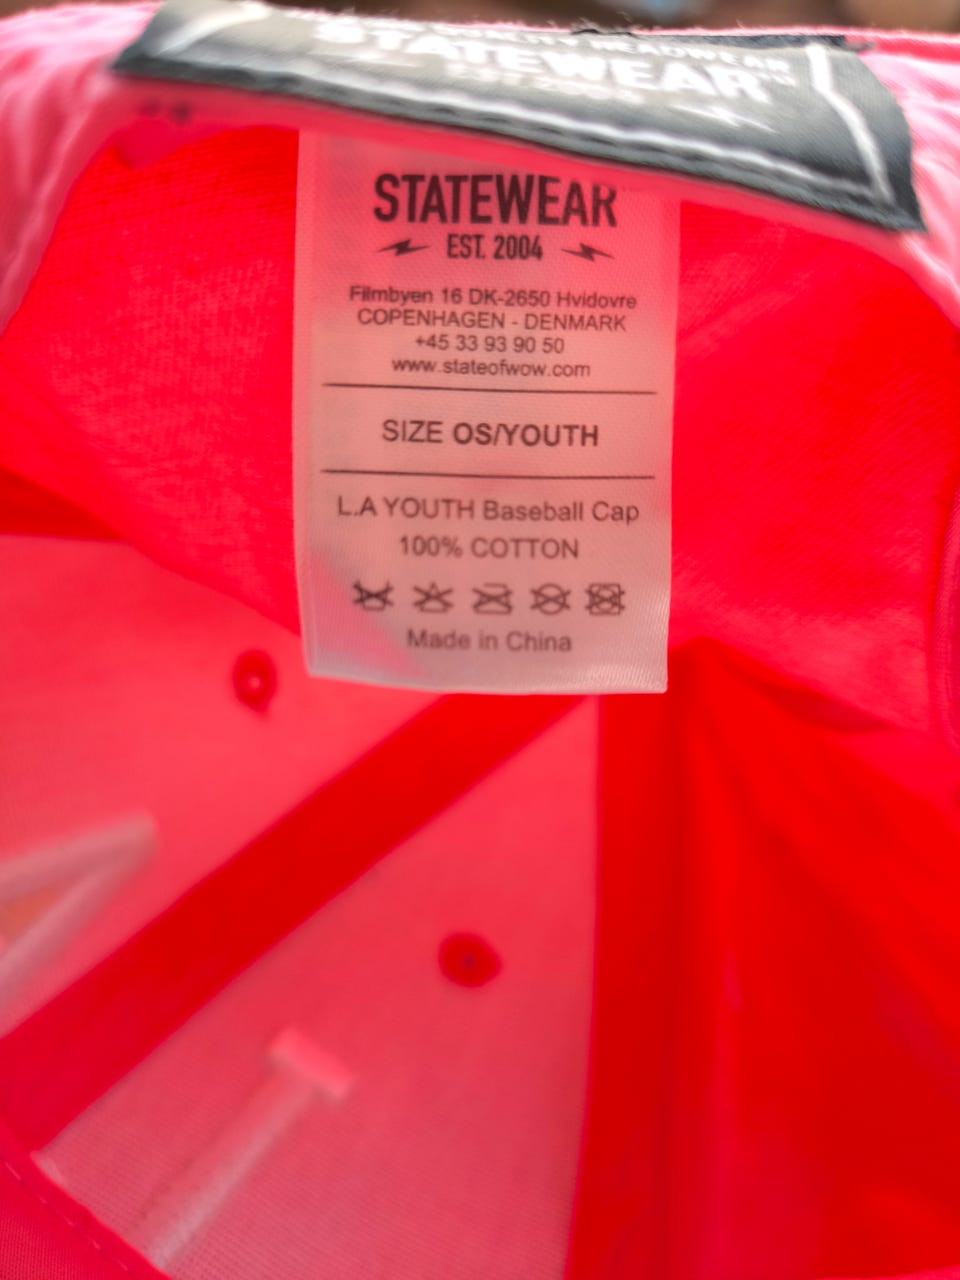 STATEWEAR
STATEWEAR
EST. 2004
Filmbyen 16 DK-2650 Hvidovre
COPENHAGEN - DENMARK
+45 33 93 90 50
www.stateofwow.com
SIZE OS/YOUTH
L.A YOUTH Baseball Cap
100% COTTON
Made in China